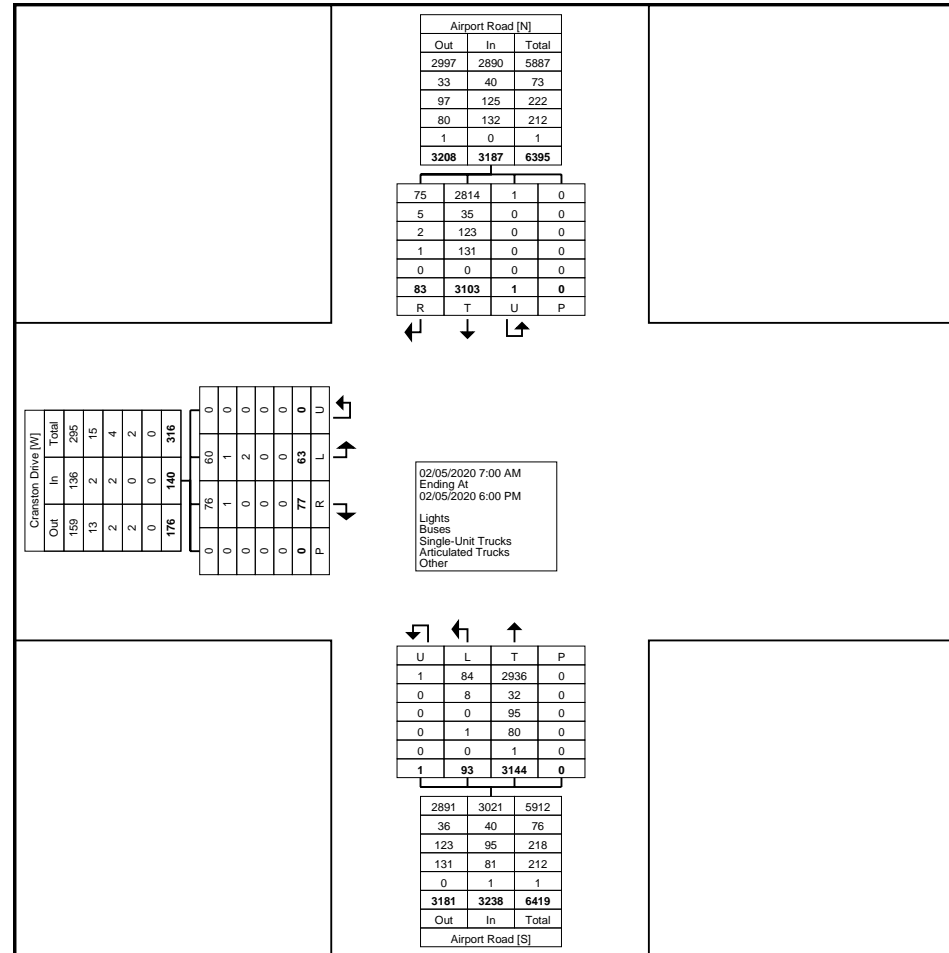 Airport Road [N]
Out In Total
2997 2890 5887
33 40 73
97 125 222
80 132 212
1 0 1
3208 3187 6395
75 2814 1 0
5 35 0 0
2 123 0 0
1 131 0 0
0 0 0 0
83 3103 1 0
R T U P
Cranston Drive [W]
Out In Total
159 136 295
13 2 15
2 2 4
2 0 2
0 0 0
176 140 316
0 76 60 0
0 1 1 0
0 0 2 0
0 0 0 0
0 0 0 0
0 77 63 0
P R L U
02/05/2020 7:00 AM
Ending At
02/05/2020 6:00 PM
Lights
Buses
Single-Unit Trucks
Articulated Trucks
Other
U L T P
1 84 2936 0
0 8 32 0
0 0 95 0
0 1 80 0
0 0 1 0
1 93 3144 0
2891 3021 5912
36 40 76
123 95 218
131 81 212
0 1 1
3181 3238 6419
Out In Total
Airport Road [S]